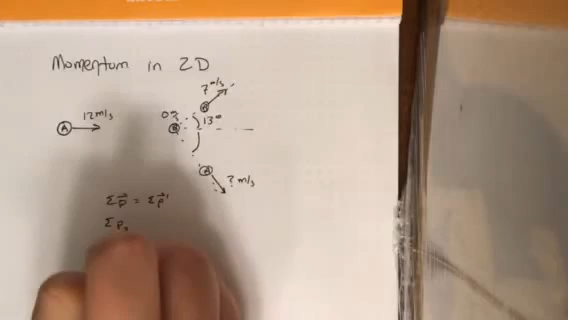 Momentum in 2D
7 m/s
12 m/s
A
B
13°
? m/s
Σp⃗ = Σp⃗'
Σpₓ